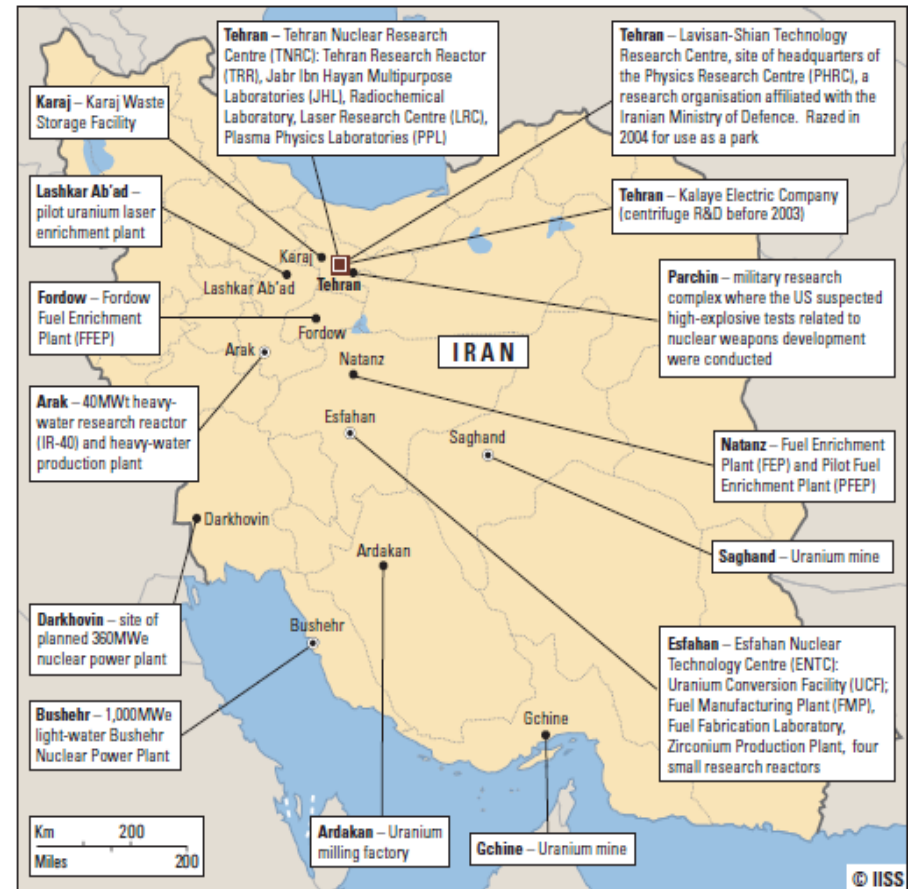 Tehran – Tehran Nuclear Research
Centre (TNRC): Tehran Research Reactor
(TRR), Jabr Ibn Hayan Multipurpose
Laboratories (JHL), Radiochemical
Laboratory, Laser Research Centre (LRC),
Plasma Physics Laboratories (PPL)
Tehran – Lavisan-Shian Technology
Research Centre, site of headquarters of
the Physics Research Centre (PHRC), a
research organisation affiliated with the
Iranian Ministry of Defence. Razed in
2004 for use as a park
Karaj – Karaj Waste
Storage Facility
Lashkar Ab'ad –
pilot uranium laser
enrichment plant
Tehran – Kalaye Electric Company
(centrifuge R&D before 2003)
Karaj
Lashkar Ab'ad
Tehran
Parchin – military research
complex where the US suspected
high-explosive tests related to
nuclear weapons development
were conducted
Fordow – Fordow
Fuel Enrichment
Plant (FFEP)
Fordow
Arak
IRAN
Natanz
Arak – 40MWt heavy-
water research reactor
(IR-40) and heavy-water
production plant
Esfahan
Saghand
Natanz – Fuel Enrichment
Plant (FEP) and Pilot Fuel
Enrichment Plant (PFEP)
Darkhovin
Ardakan
Saghand – Uranium mine
Darkhovin – site of
planned 360MWe
nuclear power plant
Bushehr
Esfahan – Esfahan Nuclear
Technology Centre (ENTC):
Uranium Conversion Facility (UCF);
Fuel Manufacturing Plant (FMP),
Fuel Fabrication Laboratory,
Zirconium Production Plant, four
small research reactors
Bushehr – 1,000MWe
light-water Bushehr
Nuclear Power Plant
Gchine
Km 200
Miles 200
Ardakan – Uranium
milling factory
Gchine – Uranium mine
© IISS